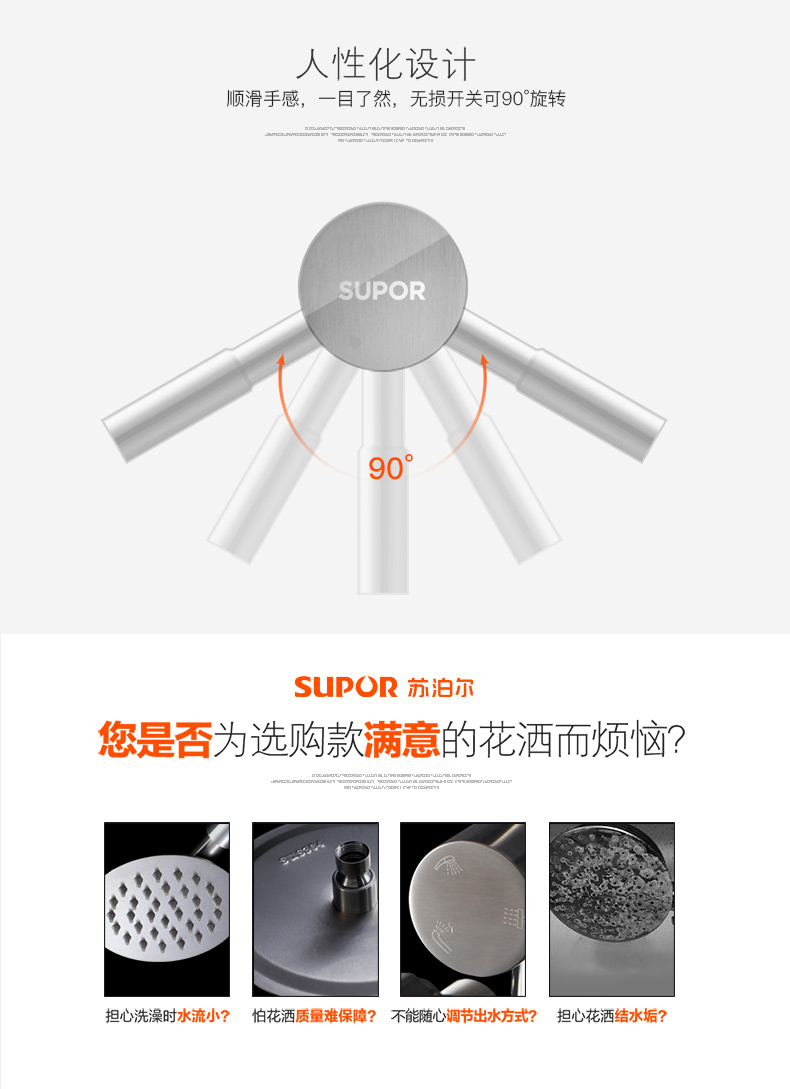 人性化设计
顺滑手感，一目了然，无损开关可90°旋转
SUPOR
90°
SUPOR 苏泊尔
您是否为选购款满意的花洒而烦恼?
SUS304
担心洗澡时水流小?
怕花洒质量难保障?
不能随心调节出水方式?
担心花洒结水垢?